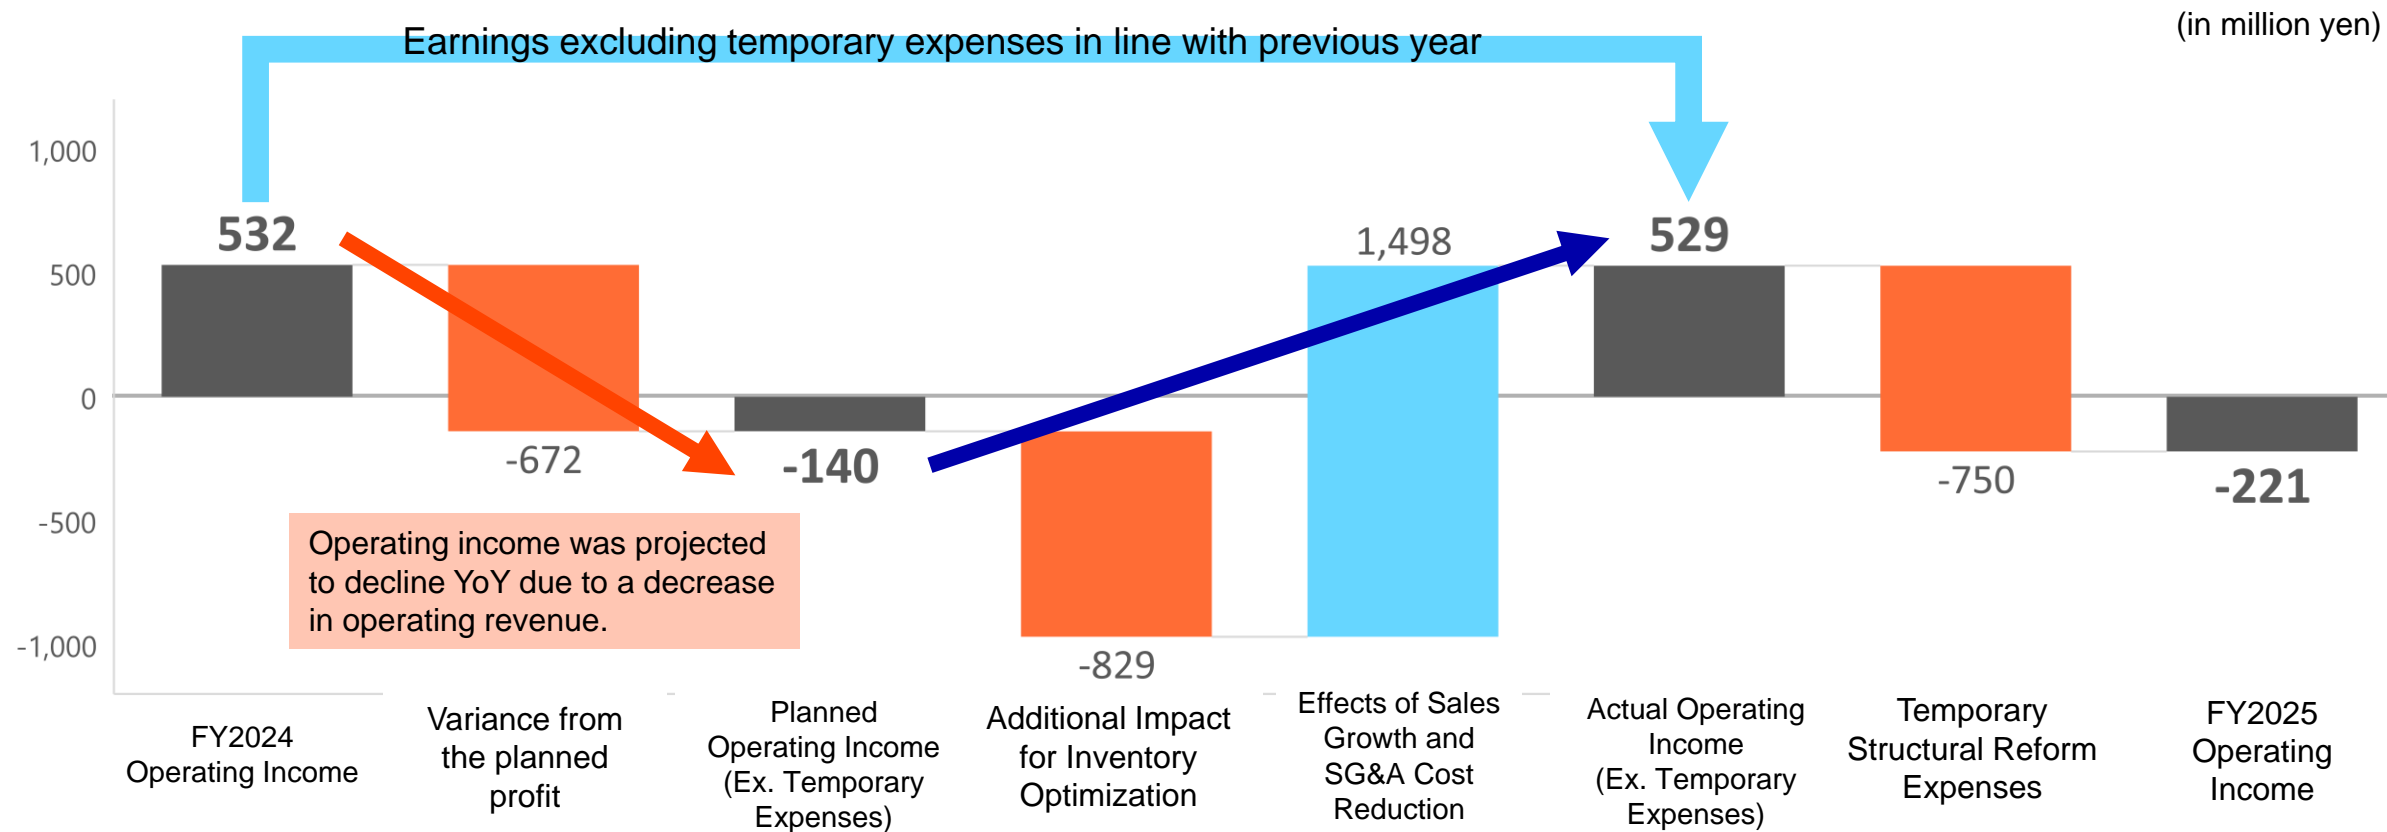 (in million yen)
Earnings excluding temporary expenses in line with previous year
1,000
500
0
-500
-1,000
532
-672
-140
-829
1,498
529
-750
-221
Operating income was projected
to decline YoY due to a decrease
in operating revenue.
FY2024
Operating Income
Variance from
the planned
profit
Planned
Operating Income
(Ex. Temporary
Expenses)
Additional Impact
for Inventory
Optimization
Effects of Sales
Growth and
SG&A Cost
Reduction
Actual Operating
Income
(Ex. Temporary
Expenses)
Temporary
Structural Reform
Expenses
FY2025
Operating
Income